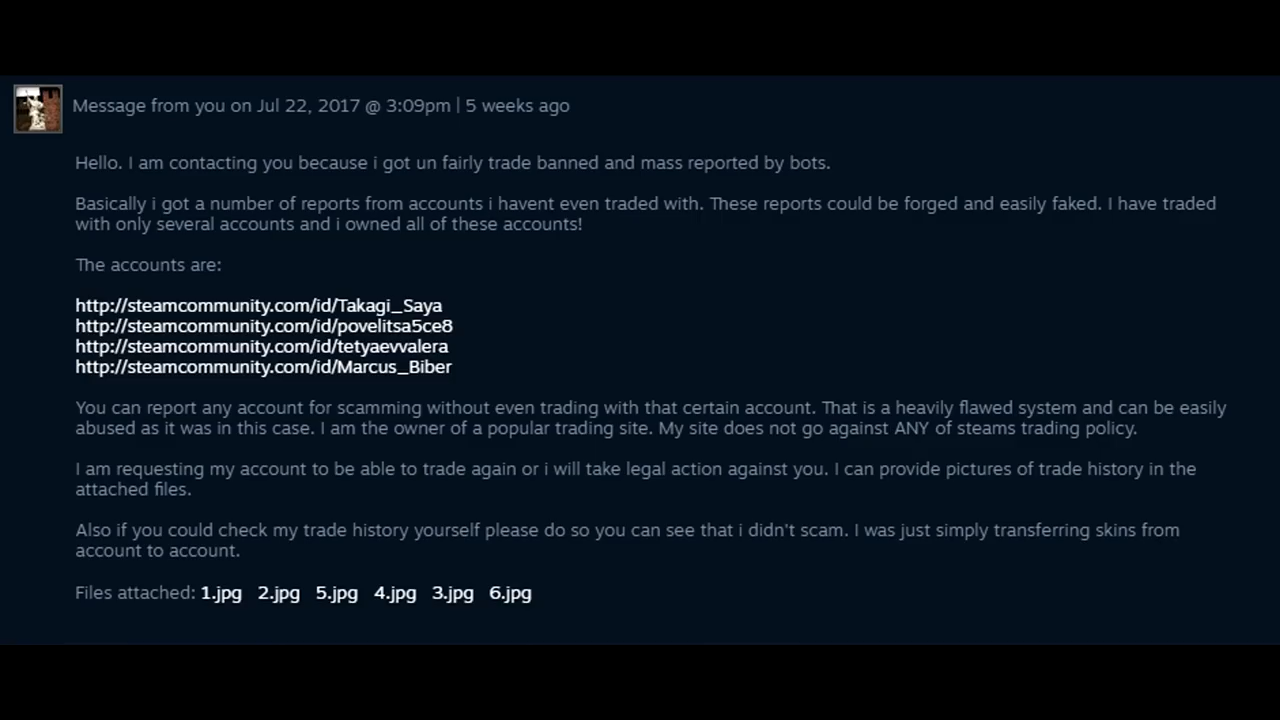 Message from you on Jul 22, 2017 @ 3:09pm | 5 weeks ago
Hello. I am contacting you because i got un fairly trade banned and mass reported by bots.
Basically i got a number of reports from accounts i havent even traded with. These reports could be forged and easily faked. I have traded
with only several accounts and i owned all of these accounts!
The accounts are:
http://steamcommunity.com/id/Takagi_Saya
http://steamcommunity.com/id/povelitsa5ce8
http://steamcommunity.com/id/tetyaevvalera
http://steamcommunity.com/id/Marcus_Biber
You can report any account for scamming without even trading with that certain account. That is a heavily flawed system and can be easily
abused as it was in this case. I am the owner of a popular trading site. My site does not go against ANY of steams trading policy.
I am requesting my account to be able to trade again or i will take legal action against you. I can provide pictures of trade history in the
attached files.
Also if you could check my trade history yourself please do so you can see that i didn't scam. I was just simply transferring skins from
account to account.
Files attached: 1.jpg 2.jpg 5.jpg 4.jpg 3.jpg 6.jpg